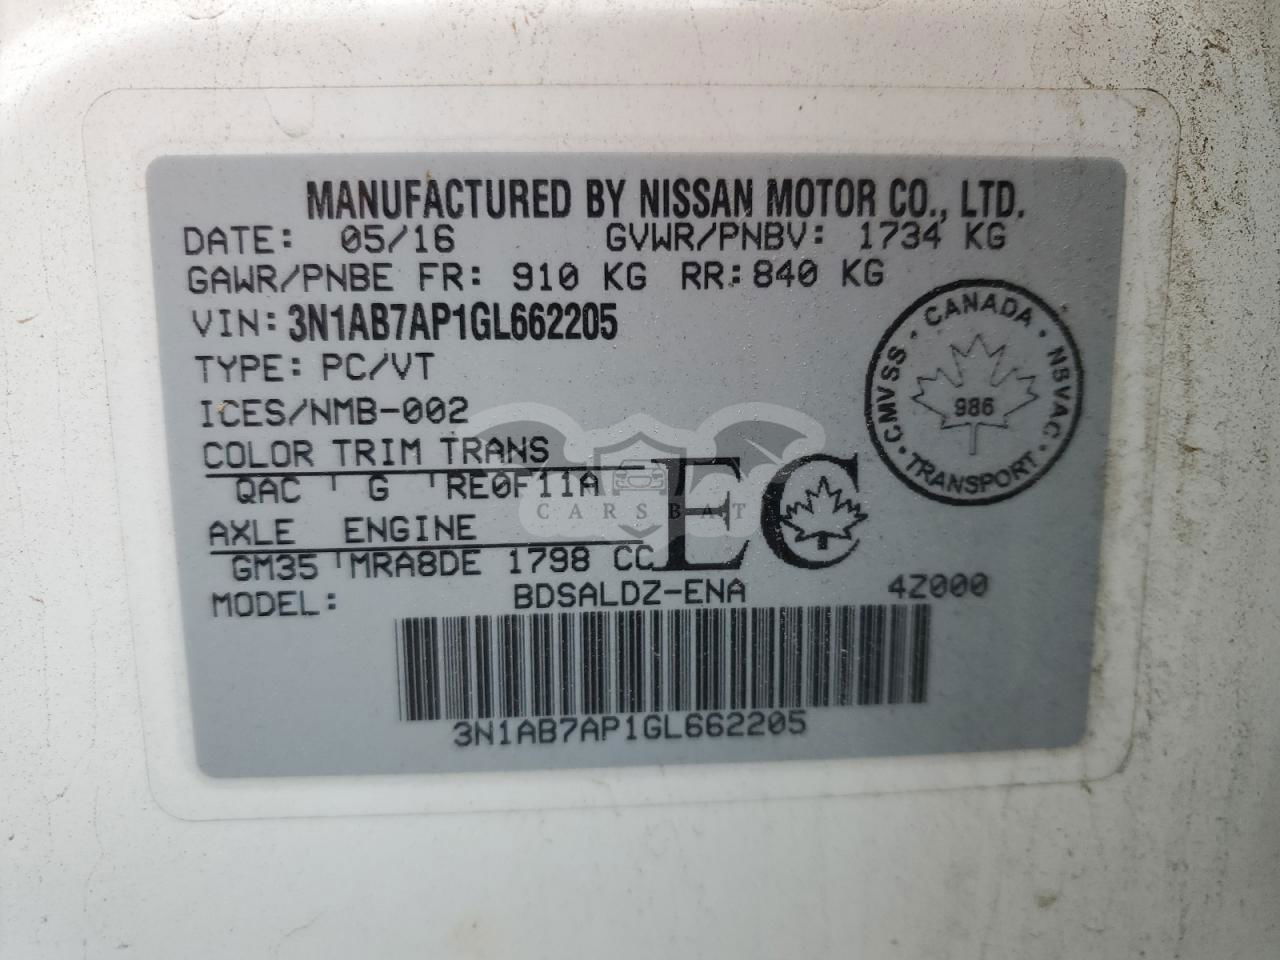 MANUFACTURED BY NISSAN MOTOR CO., LTD.
DATE: 05/16 GVWR/PNBV: 1734 KG
GAWR/PNBE FR: 910 KG RR: 840 KG
VIN: 3N1AB7AP1GL662205
TYPE: PC/VT
ICES/NMB-002
COLOR TRIM TRANS
QAC G RE0F11A
AXLE ENGINE
GM35 MRA8DE 1798 CC
MODEL: BDSALDZ-ENA 4Z000
3N1AB7AP1GL662205
CANADA
CMVSS · NSVAC
986
TRANSPORT
EC
CARSBAT